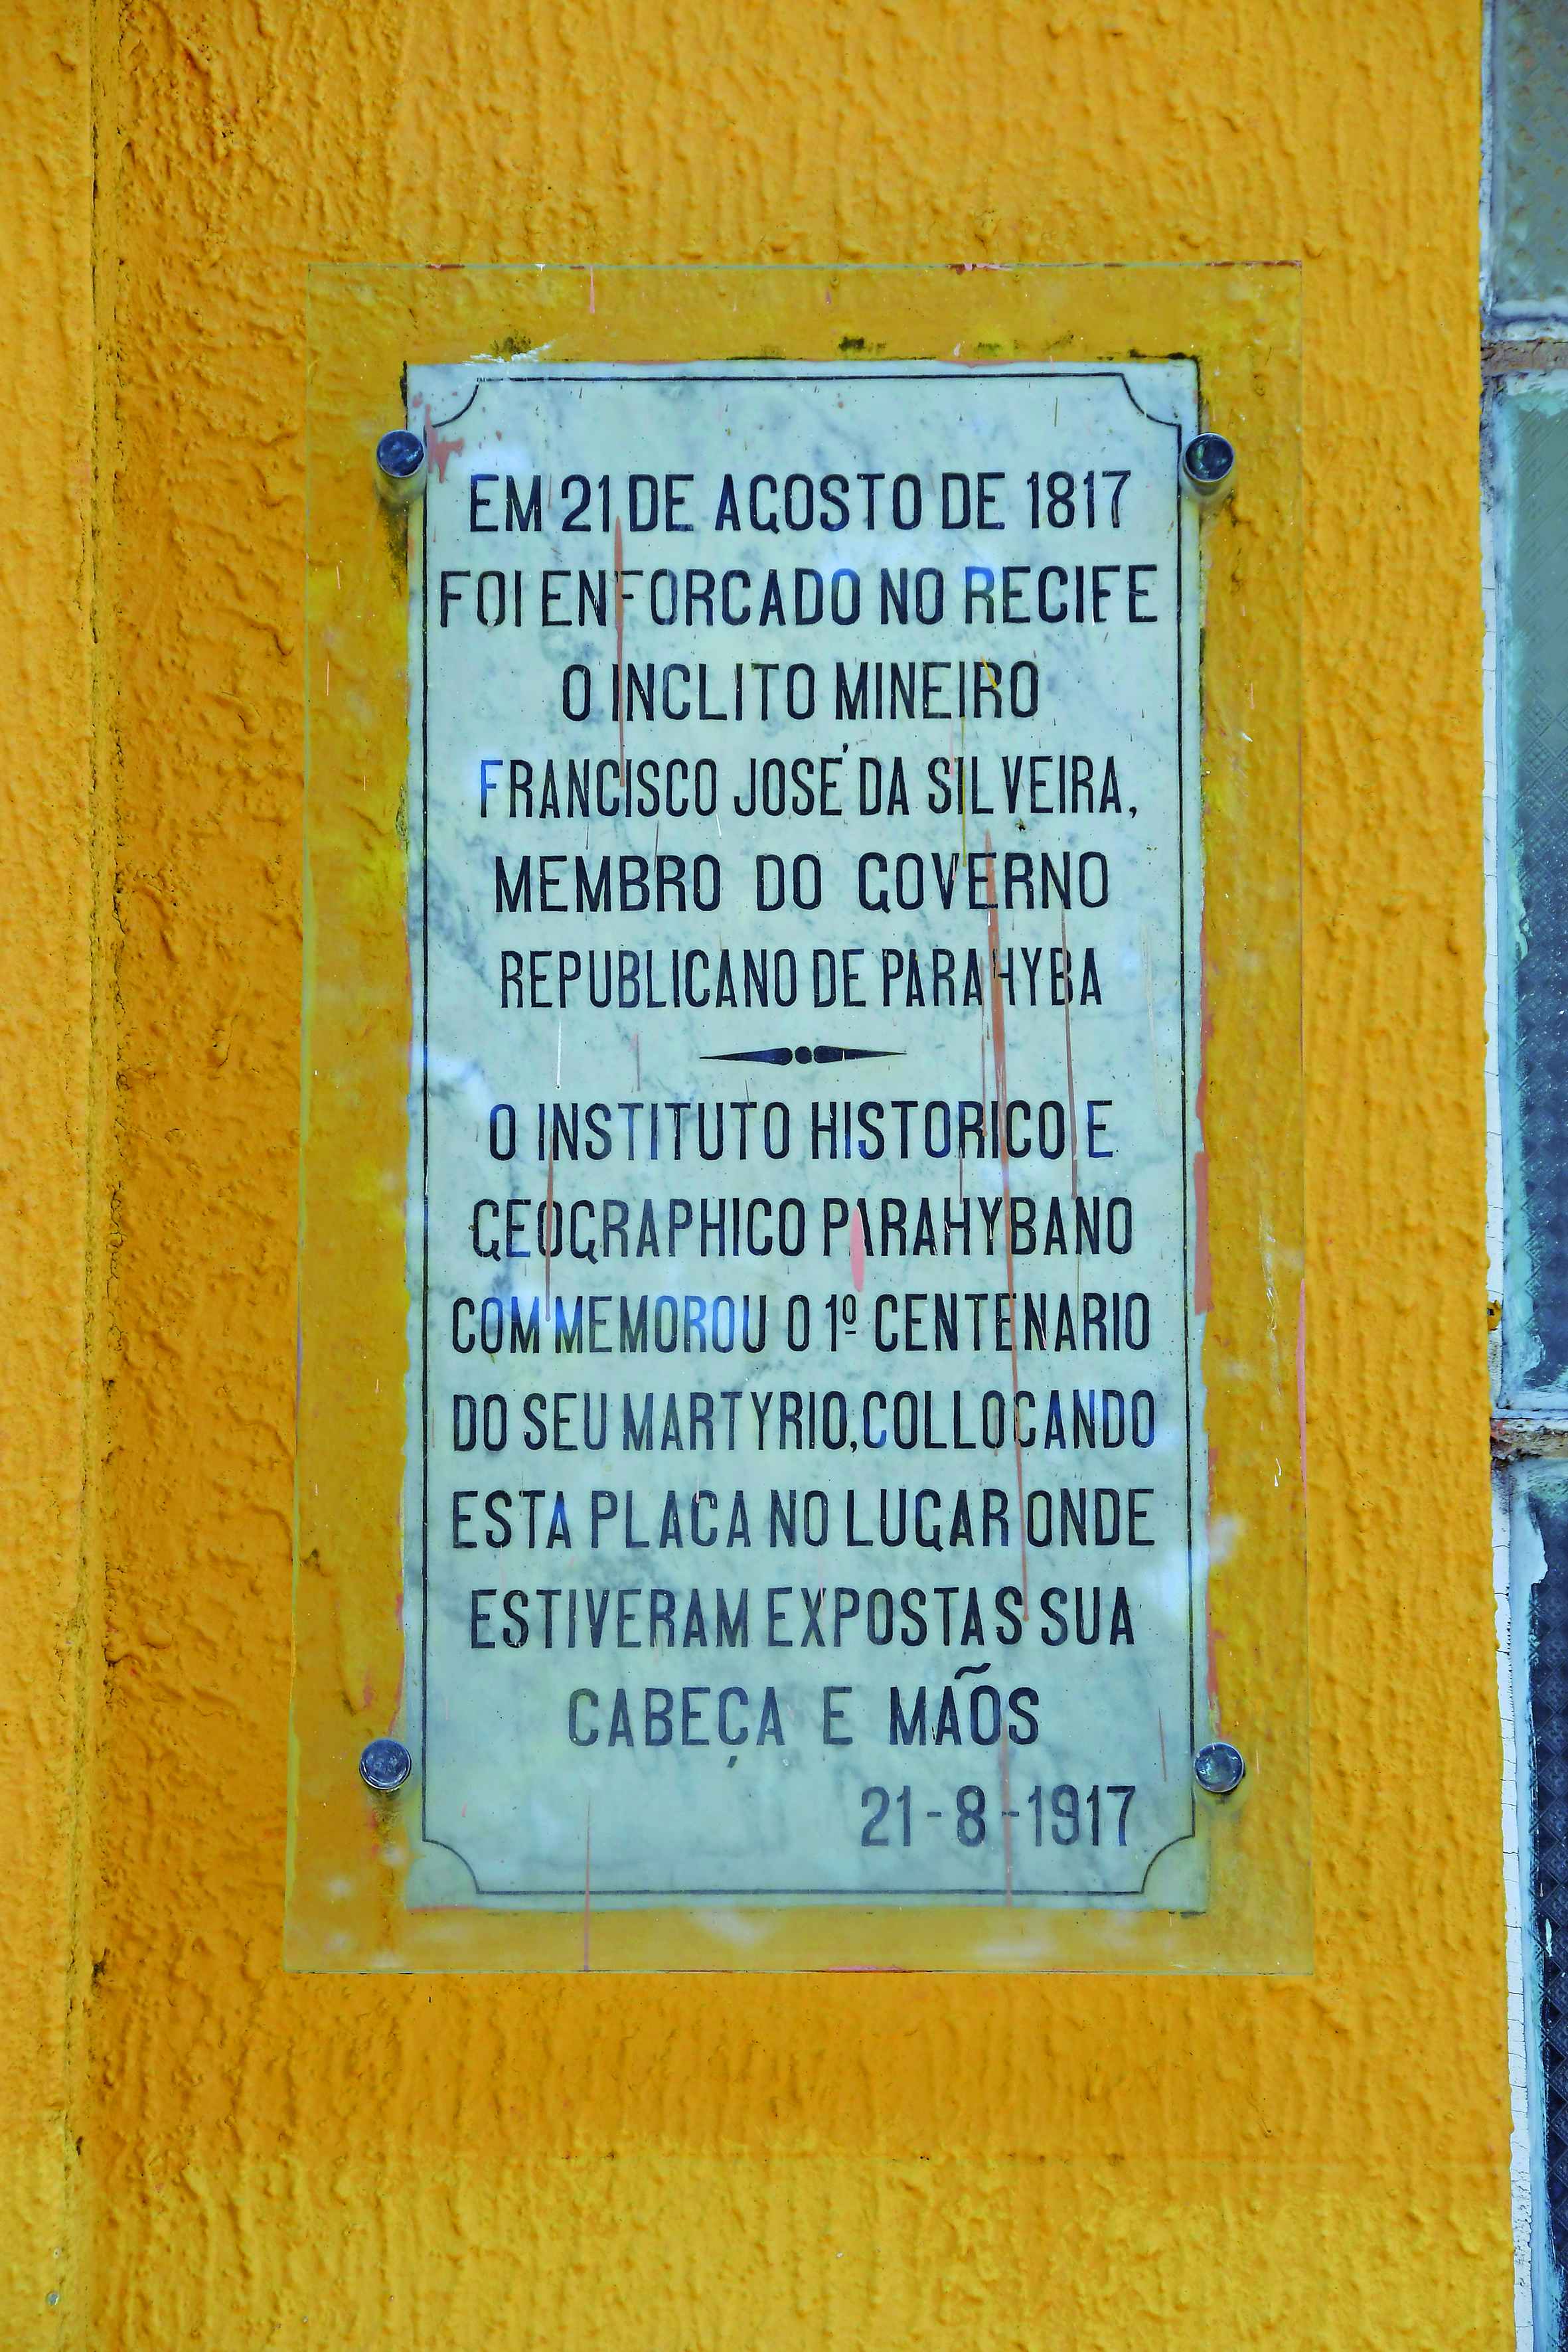 EM 21 DE AGOSTO DE 1817
FOI ENFORCADO NO RECIFE
O INCLITO MINEIRO
FRANCISCO JOSÉ DA SILVEIRA,
MEMBRO DO GOVERNO
REPUBLICANO DE PARAHYBA
O INSTITUTO HISTORICO E
GEOGRAPHICO PARAHYBANO
COMMEMOROU O 1º CENTENARIO
DO SEU MARTYRIO, COLLOCANDO
ESTA PLACA NO LUGAR ONDE
ESTIVERAM EXPOSTAS SUA
CABEÇA E MÃOS
21-8-1917